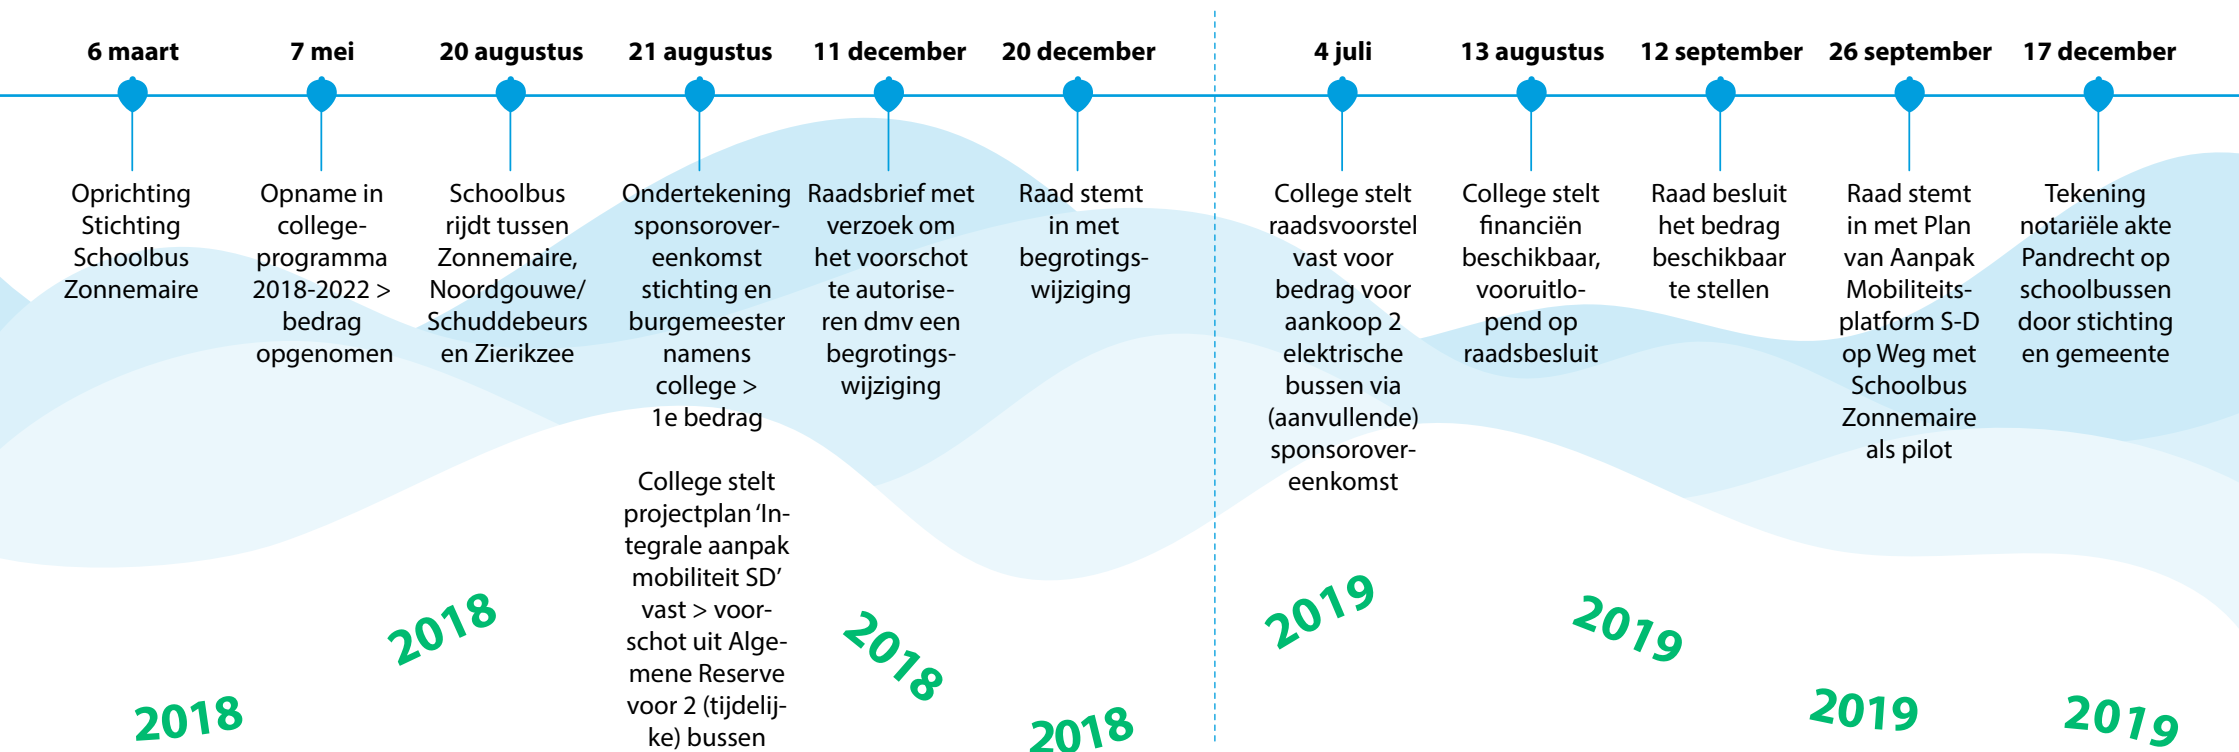 6 maart
Oprichting
Stichting
Schoolbus
Zonnemaire
7 mei
Opname in
college-
programma
2018-2022 >
bedrag
opgenomen
20 augustus
Schoolbus
rijdt tussen
Zonnemaire,
Noordgouwe/
Schuddebeurs
en Zierikzee
21 augustus
Ondertekening
sponsorover-
eenkomst
stichting en
burgemeester
namens
college >
1e bedrag
College stelt
projectplan ‘In-
tegrale aanpak
mobiliteit SD’
vast > voor-
schot uit Alge-
mene Reserve
voor 2 (tijdelij-
ke) bussen
11 december
Raadsbrief met
verzoek om
het voorschot
te autorise-
ren dmv een
begrotings-
wijziging
20 december
Raad stemt
in met
begrotings-
wijziging
4 juli
College stelt
raadsvoorstel
vast voor
bedrag voor
aankoop 2
elektrische
bussen via
(aanvullende)
sponsorover-
eenkomst
13 augustus
College stelt
financiën
beschikbaar,
vooruitlo-
pend op
raadsbesluit
12 september
Raad besluit
het bedrag
beschikbaar
te stellen
26 september
Raad stemt
in met Plan
van Aanpak
Mobiliteits-
platform S-D
op Weg met
Schoolbus
Zonnemaire
als pilot
17 december
Tekening
notariële akte
Pandrecht op
schoolbussen
door stichting
en gemeente
2018
2018
2018
2018
2019
2019
2019
2019